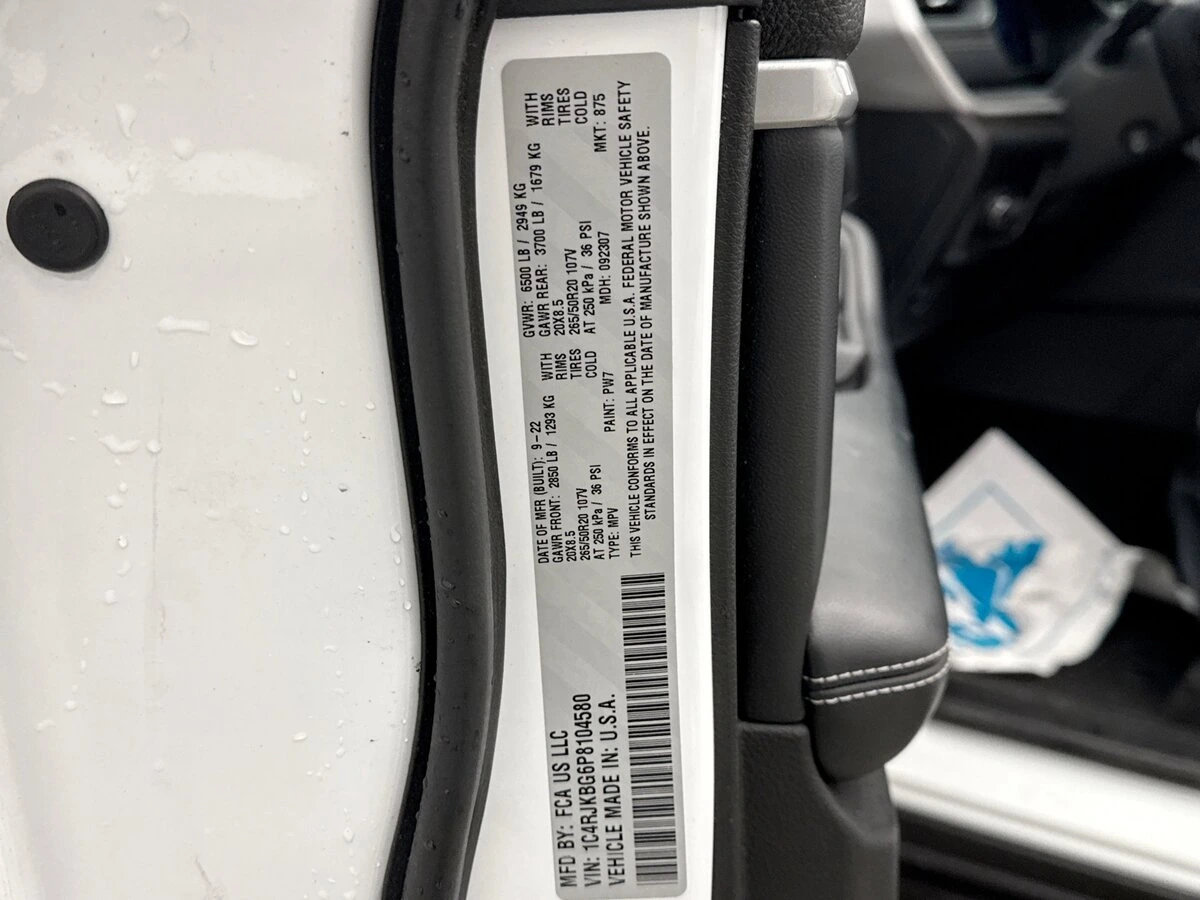 MFD BY: FCA US LLC
VIN: 1C4RJKBG6P8104580
VEHICLE MADE IN: U.S.A.
DATE OF MFR (BUILT): 9-22 GVWR: 6500 LB / 2949 KG
GAWR FRONT: 2850 LB / 1293 KG WITH GAWR REAR: 3700 LB / 1679 KG WITH
20X8.5 RIMS 20X8.5 RIMS
265/50R20 107V TIRES 265/50R20 107V TIRES
AT 250 kPa / 36 PSI COLD AT 250 kPa / 36 PSI COLD
TYPE: MPV PAINT: PW7 MDH: 092307 MKT: 875
THIS VEHICLE CONFORMS TO ALL APPLICABLE U.S.A. FEDERAL MOTOR VEHICLE SAFETY
STANDARDS IN EFFECT ON THE DATE OF MANUFACTURE SHOWN ABOVE.